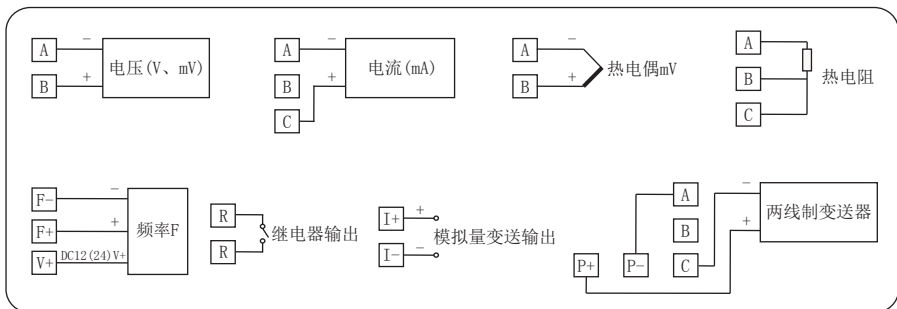 A
−
B
+
电压(V、mV)
A
−
B
+
C
电流(mA)
A
−
B
+
热电偶mV
A
B
C
热电阻
F-
−
F+
+
V+
DC12(24)V+
频率F
R
R
继电器输出
I+
+
I-
−
模拟量变送输出
P+
P-
A
B
C
−
+
两线制变送器